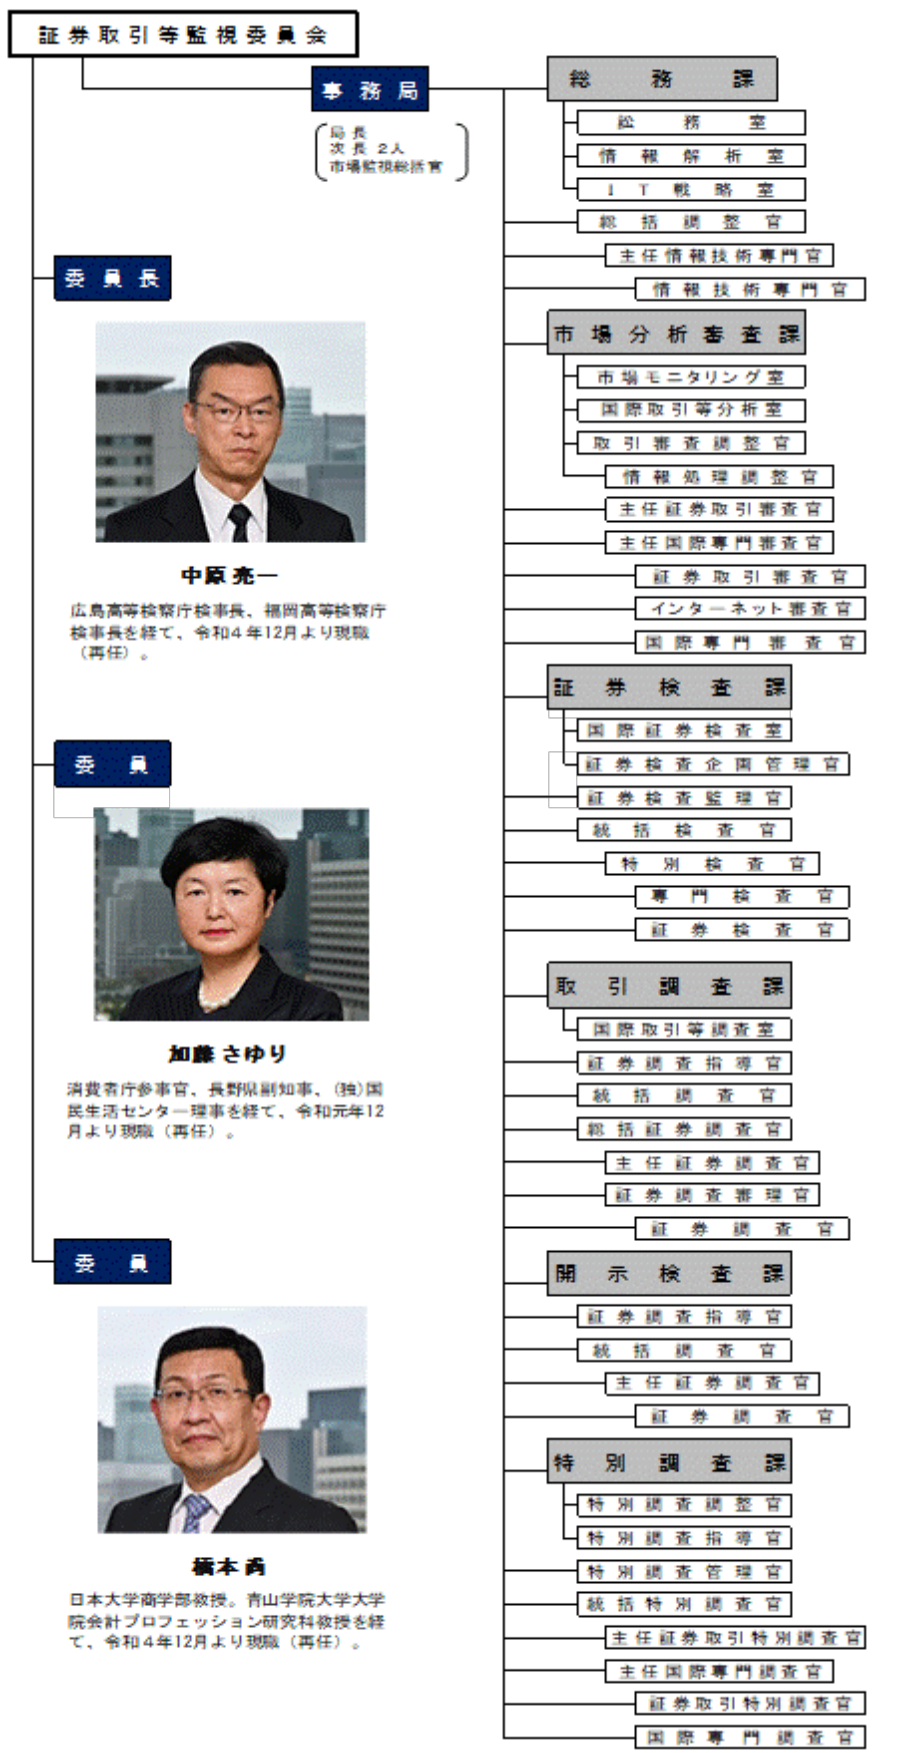 証券取引等監視委員会
事務局
局長
次長 2人
市場監視総括官
委員長
中原 亮一
広島高等検察庁検事長、福岡高等検察庁
検事長を経て、令和4年12月より現職
（再任）。
委員
加藤 さゆり
消費者庁参事官、長野県副知事、(独)国
民生活センター理事を経て、令和元年12
月より現職（再任）。
委員
橋本 尚
日本大学商学部教授。青山学院大学大学
院会計プロフェッション研究科教授を経
て、令和4年12月より現職（再任）。
総務課
訟務室
情報解析室
IT戦略室
総括調整官
主任情報技術専門官
情報技術専門官
市場分析審査課
市場モニタリング室
国際取引等分析室
取引審査調整官
情報処理調整官
主任証券取引審査官
主任国際専門審査官
証券取引審査官
インターネット審査官
国際専門審査官
証券検査課
国際証券検査室
証券検査企画管理官
証券検査監理官
統括検査官
特別検査官
専門検査官
証券検査官
取引調査課
国際取引等調査室
証券調査指導官
統括調査官
総括証券調査官
主任証券調査官
証券調査審理官
証券調査官
開示検査課
証券調査指導官
統括調査官
主任証券調査官
証券調査官
特別調査課
特別調査調整官
特別調査指導官
特別調査管理官
統括特別調査官
主任証券取引特別調査官
主任国際専門調査官
証券取引特別調査官
国際専門調査官